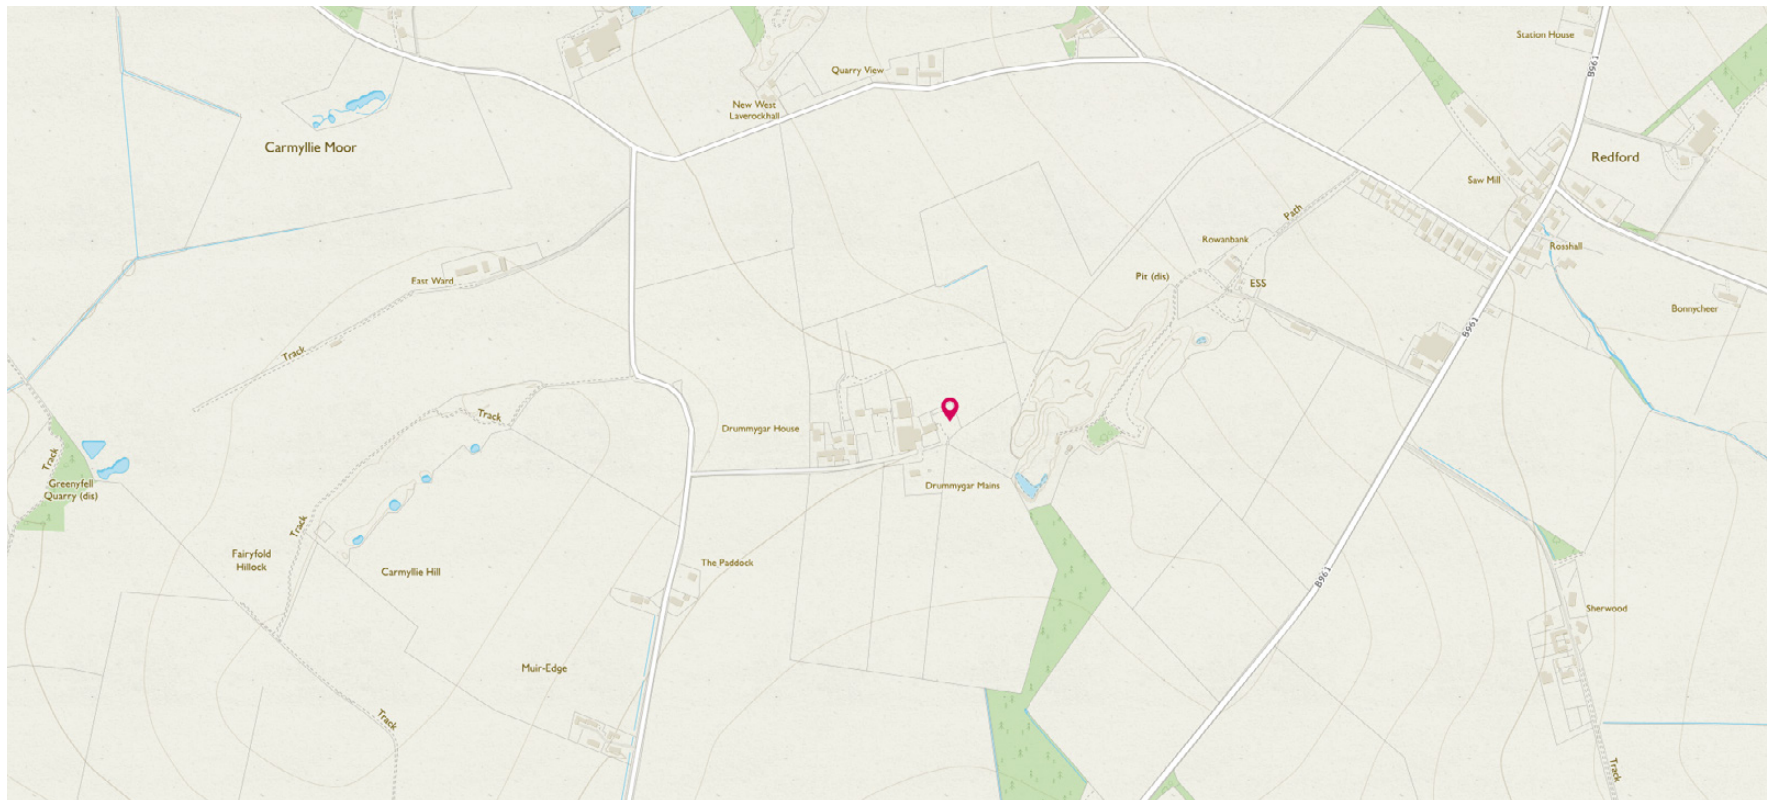 Station House
B961
Quarry View
New West
Laverockhall
Carmyllie Moor
Redford
Saw Mill
Path
Rowanbank
Rosshall
East Ward
Pit (dis)
ESS
Bonnycheer
B961
Track
Track
Drummygar House
Track
Greenyfell
Quarry (dis)
Drummygar Mains
Track
Fairyfold
Hillock
Carmyllie Hill
The Paddock
B961
Sherwood
Muir-Edge
Track
Track